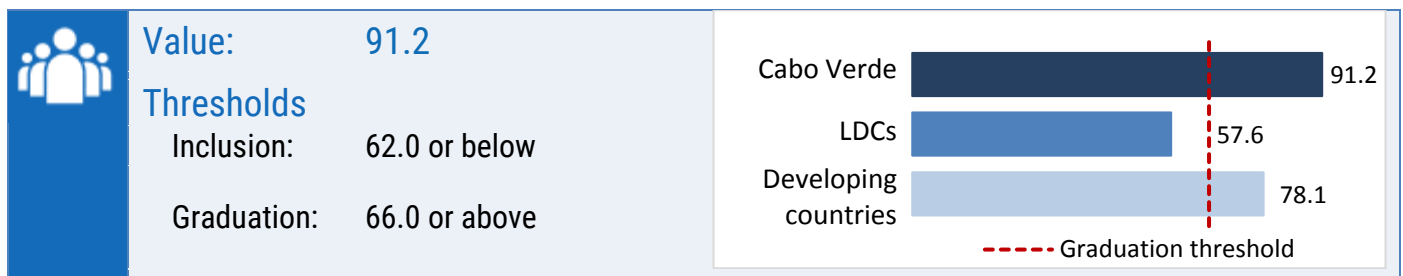 Value: 91.2
Thresholds
Inclusion: 62.0 or below
Graduation: 66.0 or above
Cabo Verde 91.2
LDCs 57.6
Developing
countries 78.1
Graduation threshold